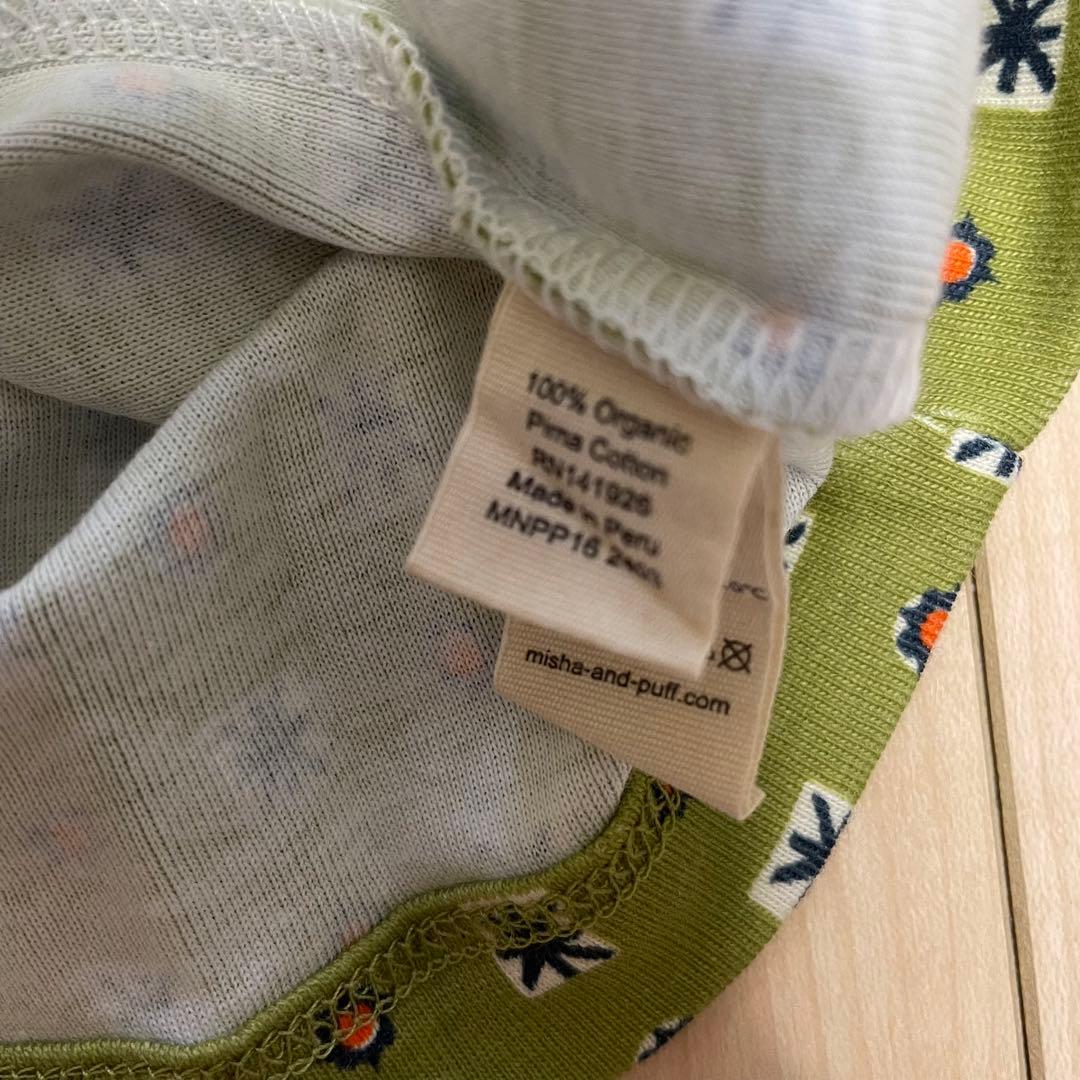 100% Organic
Pima Cotton
RN141926
Made in Peru
MNPP16
misha-and-puff.com